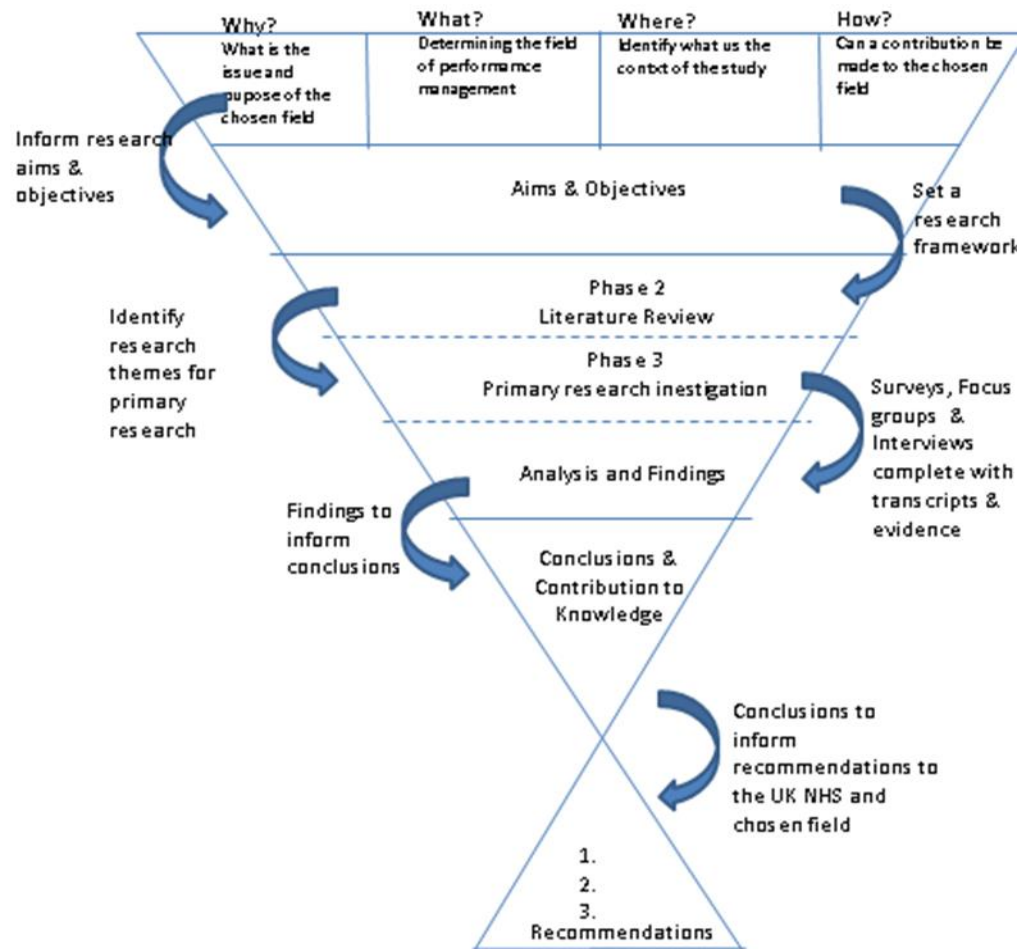 Why?
What is the
issue and
pupose of the
chosen field
What?
Determining the field
of performamce
management
Where?
Identify what us the
contxt of the study
How?
Can a contribution be
made to the chosen
field
Inform research
aims &
objectives
Aims & Objectives
Set a
research
framework
Phase 2
Literature Review
Identify
research
themes for
primary
research
Phase 3
Primary research inestigation
Surveys, Focus
groups &
Interviews
complete with
transcripts &
evidence
Analysis and Findings
Findings to
inform
conclusions
Conclusions &
Contribution to
Knowledge
Conclusions to
inform
recommendations to
the UK NHS and
chosen field
1.
2.
3.
Recommendations